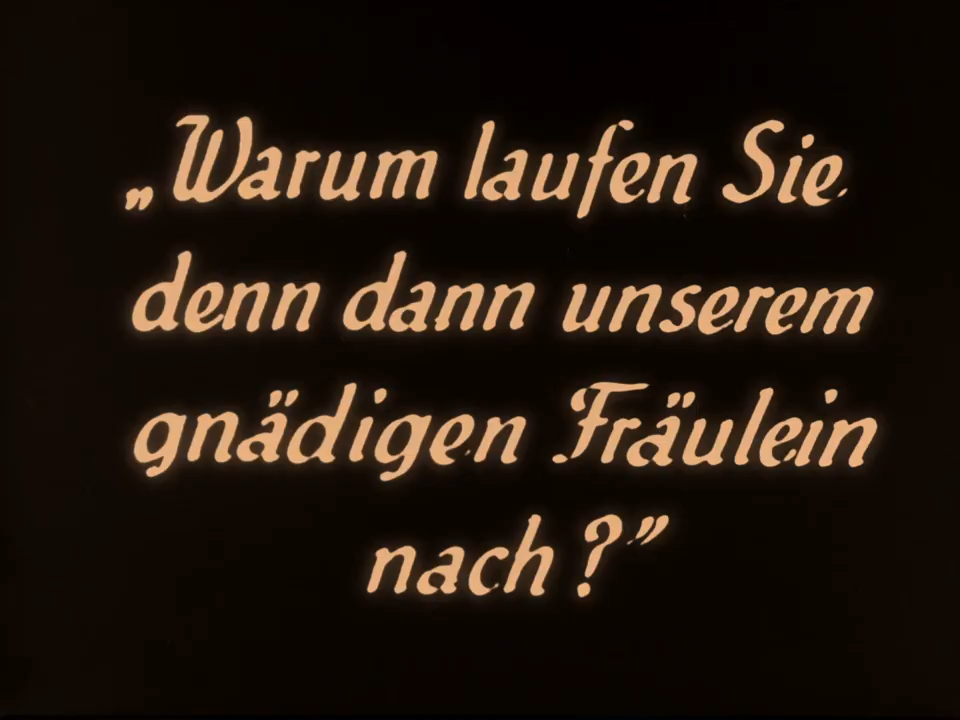 „Warum laufen Sie
denn dann unserem
gnädigen Fräulein
nach?”